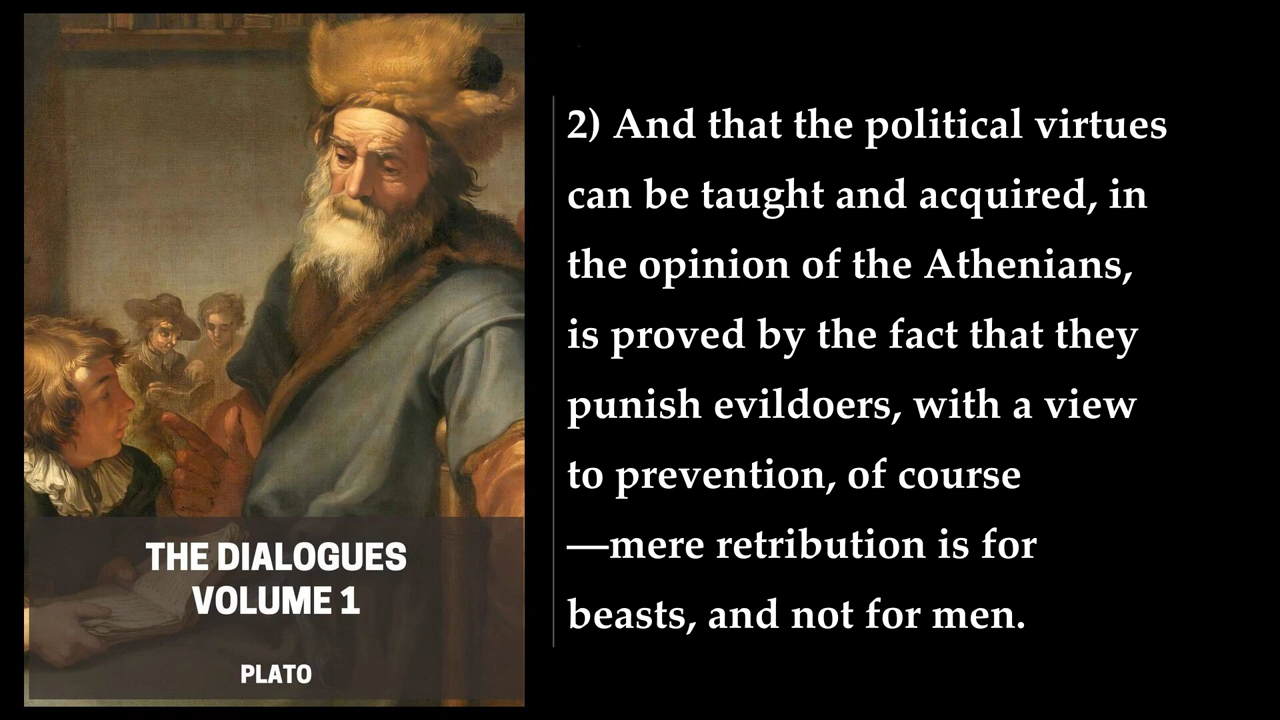 THE DIALOGUES
VOLUME 1
PLATO
2) And that the political virtues
can be taught and acquired, in
the opinion of the Athenians,
is proved by the fact that they
punish evildoers, with a view
to prevention, of course
—mere retribution is for
beasts, and not for men.